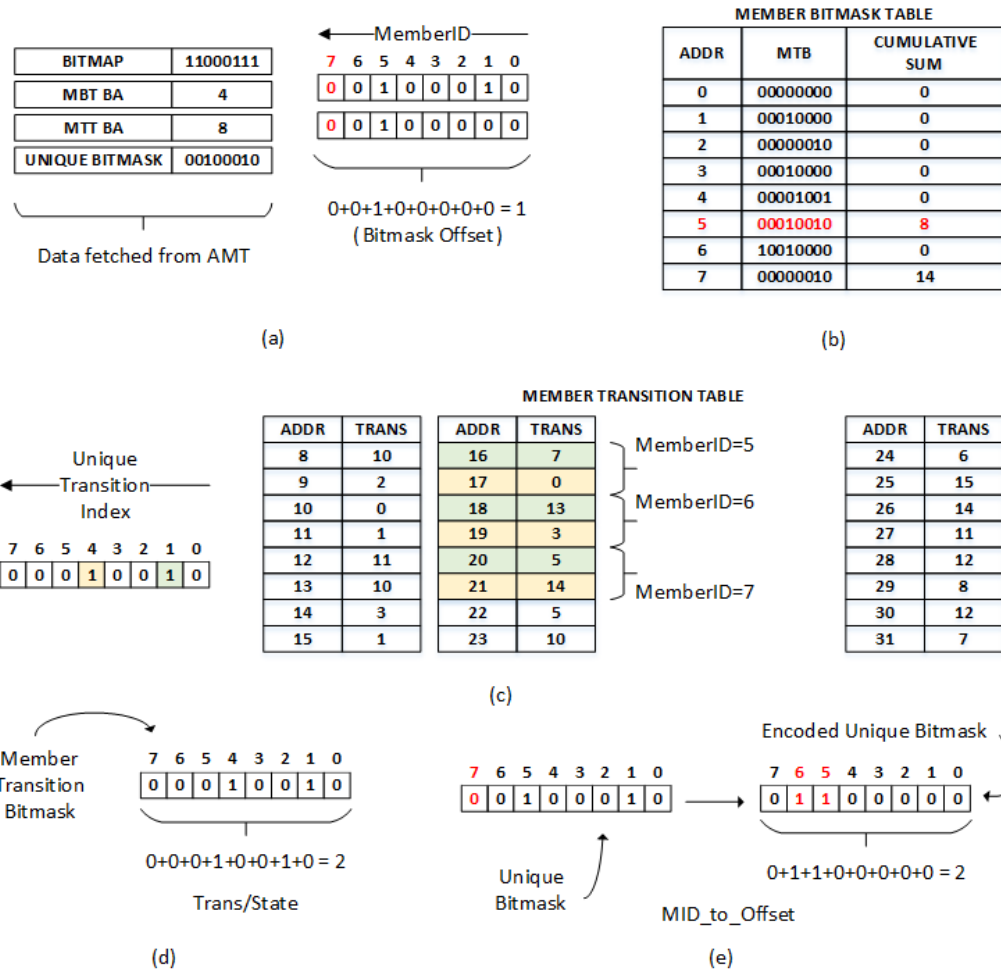 BITMAP 11000111
MBT BA 4
MTT BA 8
UNIQUE BITMASK 00100010
Data fetched from AMT
MemberID
7 6 5 4 3 2 1 0
0 0 1 0 0 0 1 0
0 0 1 0 0 0 0 0
0+0+1+0+0+0+0+0 = 1
( Bitmask Offset )
(a)
MEMBER BITMASK TABLE
ADDR MTB CUMULATIVE
SUM
0 00000000 0
1 00010000 0
2 00000010 0
3 00010000 0
4 00001001 0
5 00010010 8
6 10010000 0
7 00000010 14
(b)
MEMBER TRANSITION TABLE
Unique
Transition
Index
7 6 5 4 3 2 1 0
0 0 0 1 0 0 1 0
ADDR TRANS
8 10
9 2
10 0
11 1
12 11
13 10
14 3
15 1
ADDR TRANS
16 7
17 0
18 13
19 3
20 5
21 14
22 5
23 10
MemberID=5
MemberID=6
MemberID=7
ADDR TRANS
24 6
25 15
26 14
27 11
28 12
29 8
30 12
31 7
(c)
Member
Transition
Bitmask
7 6 5 4 3 2 1 0
0 0 0 1 0 0 1 0
0+0+0+1+0+0+1+0 = 2
Trans/State
(d)
7 6 5 4 3 2 1 0
0 0 1 0 0 0 1 0
Unique
Bitmask
Encoded Unique Bitmask
7 6 5 4 3 2 1 0
0 1 1 0 0 0 0 0
0+1+1+0+0+0+0+0 = 2
MID_to_Offset
(e)